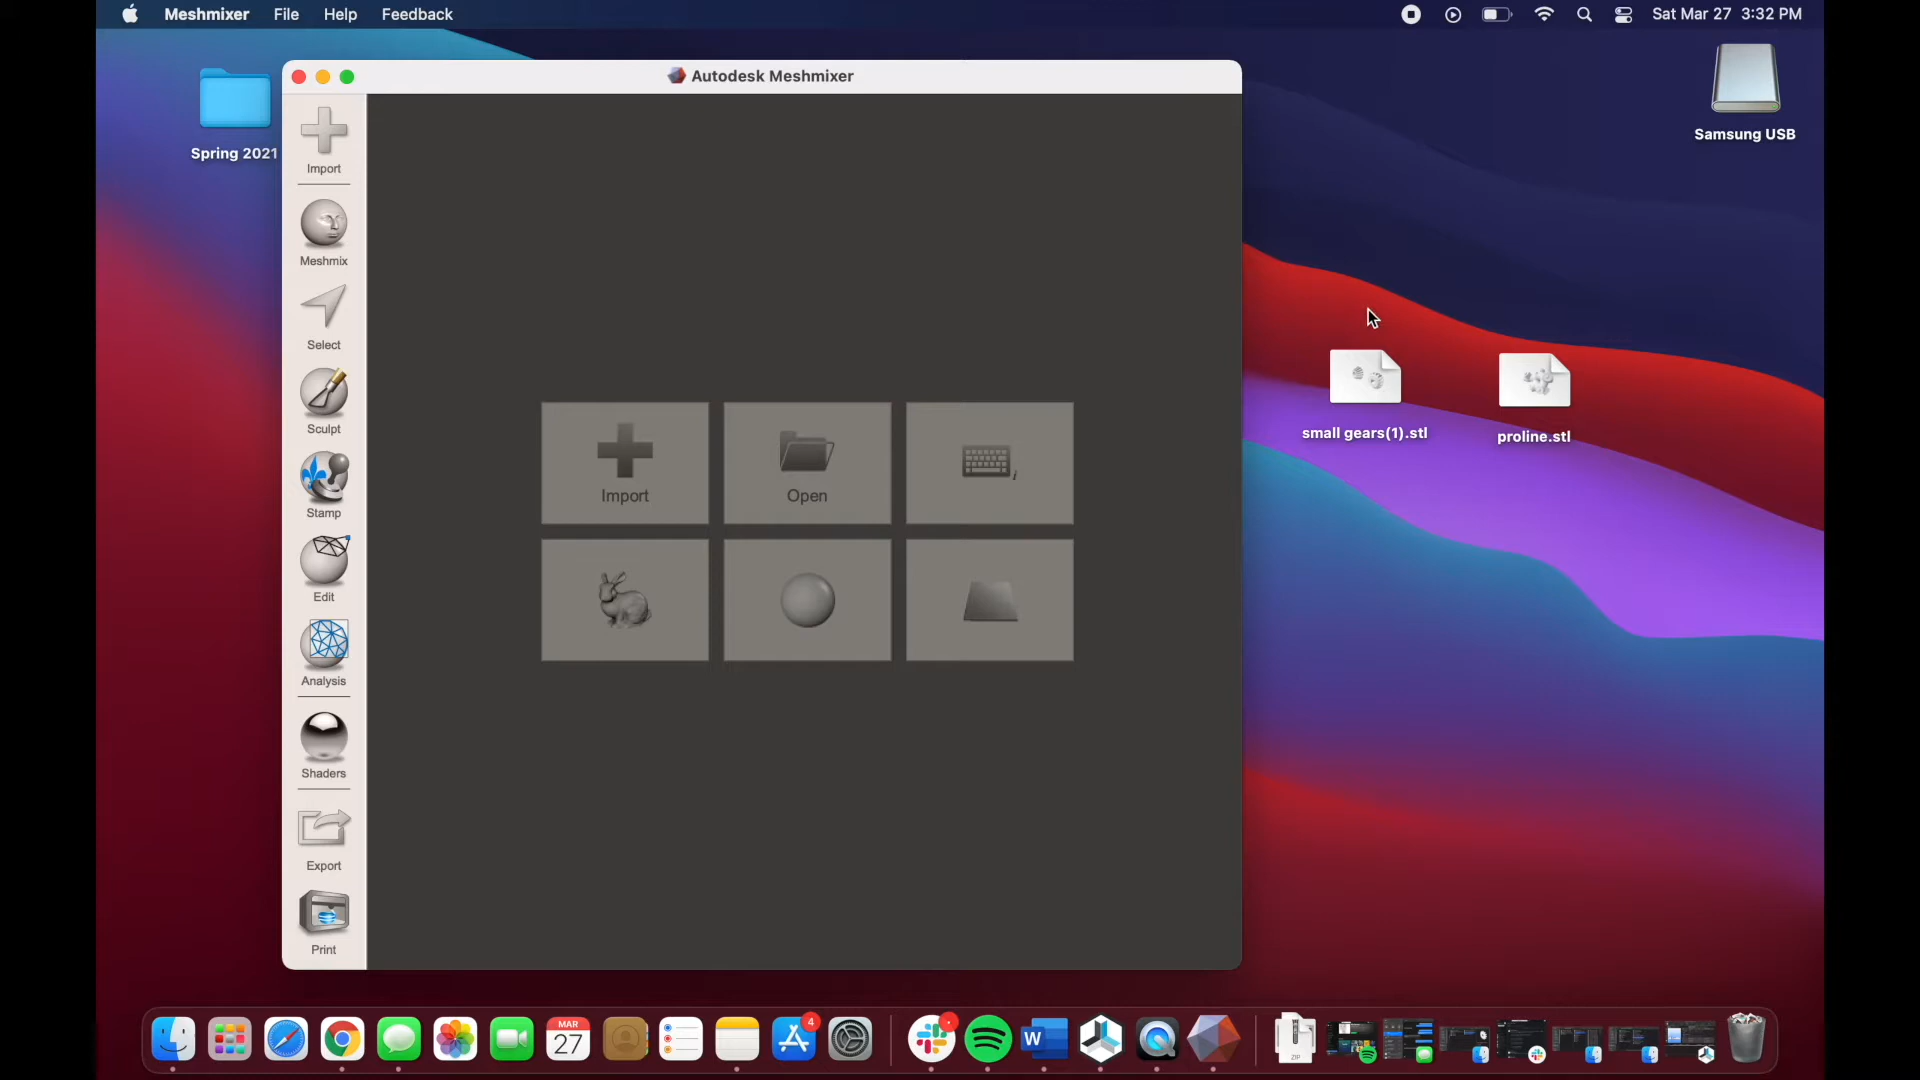 Meshmixer File Help Feedback
Sat Mar 27 3:32 PM
Autodesk Meshmixer
Spring 2021
Samsung USB
Import
Meshmix
Select
Sculpt
Stamp
Edit
Analysis
Shaders
Export
Print
Import
Open
small gears(1).stl
proline.stl
MAR
27
4
W
ZIP